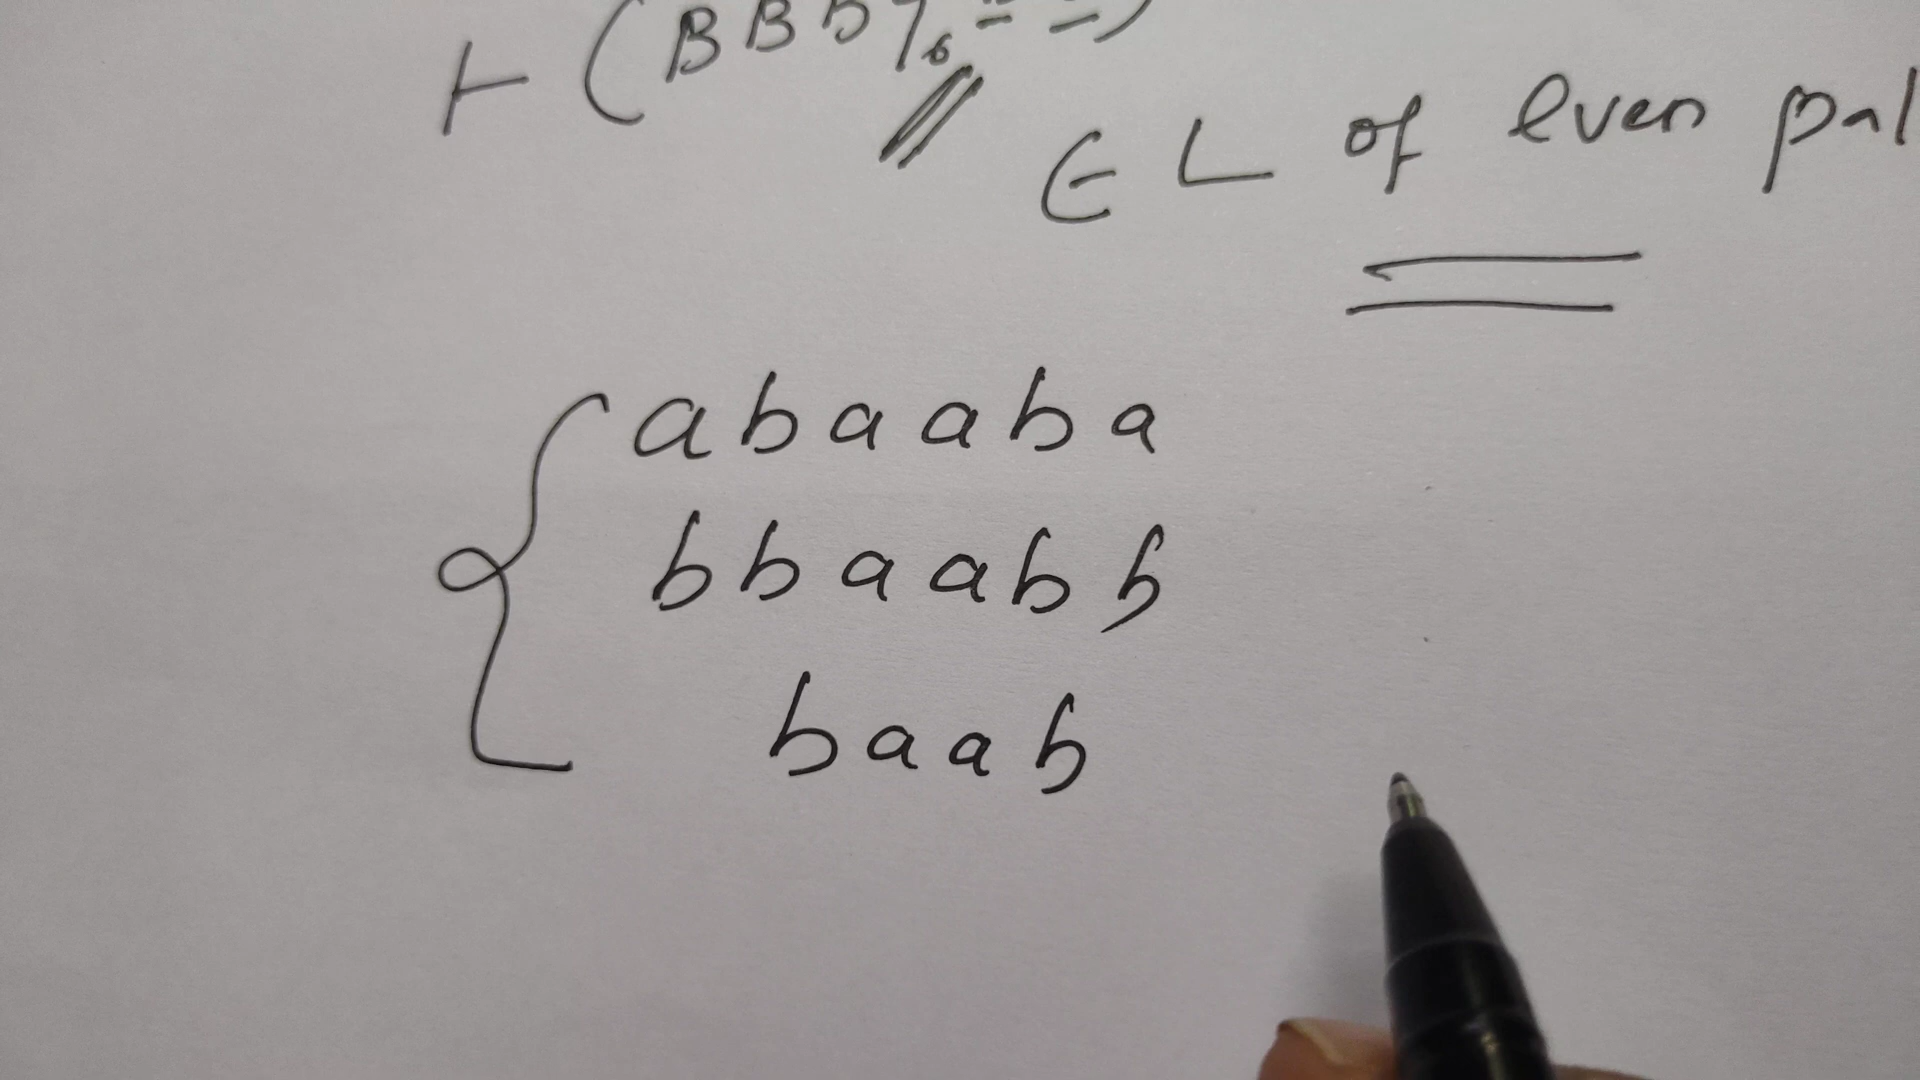 ⊢ (BBb
∈ L of even pal
abaaba
bbaabb
baab